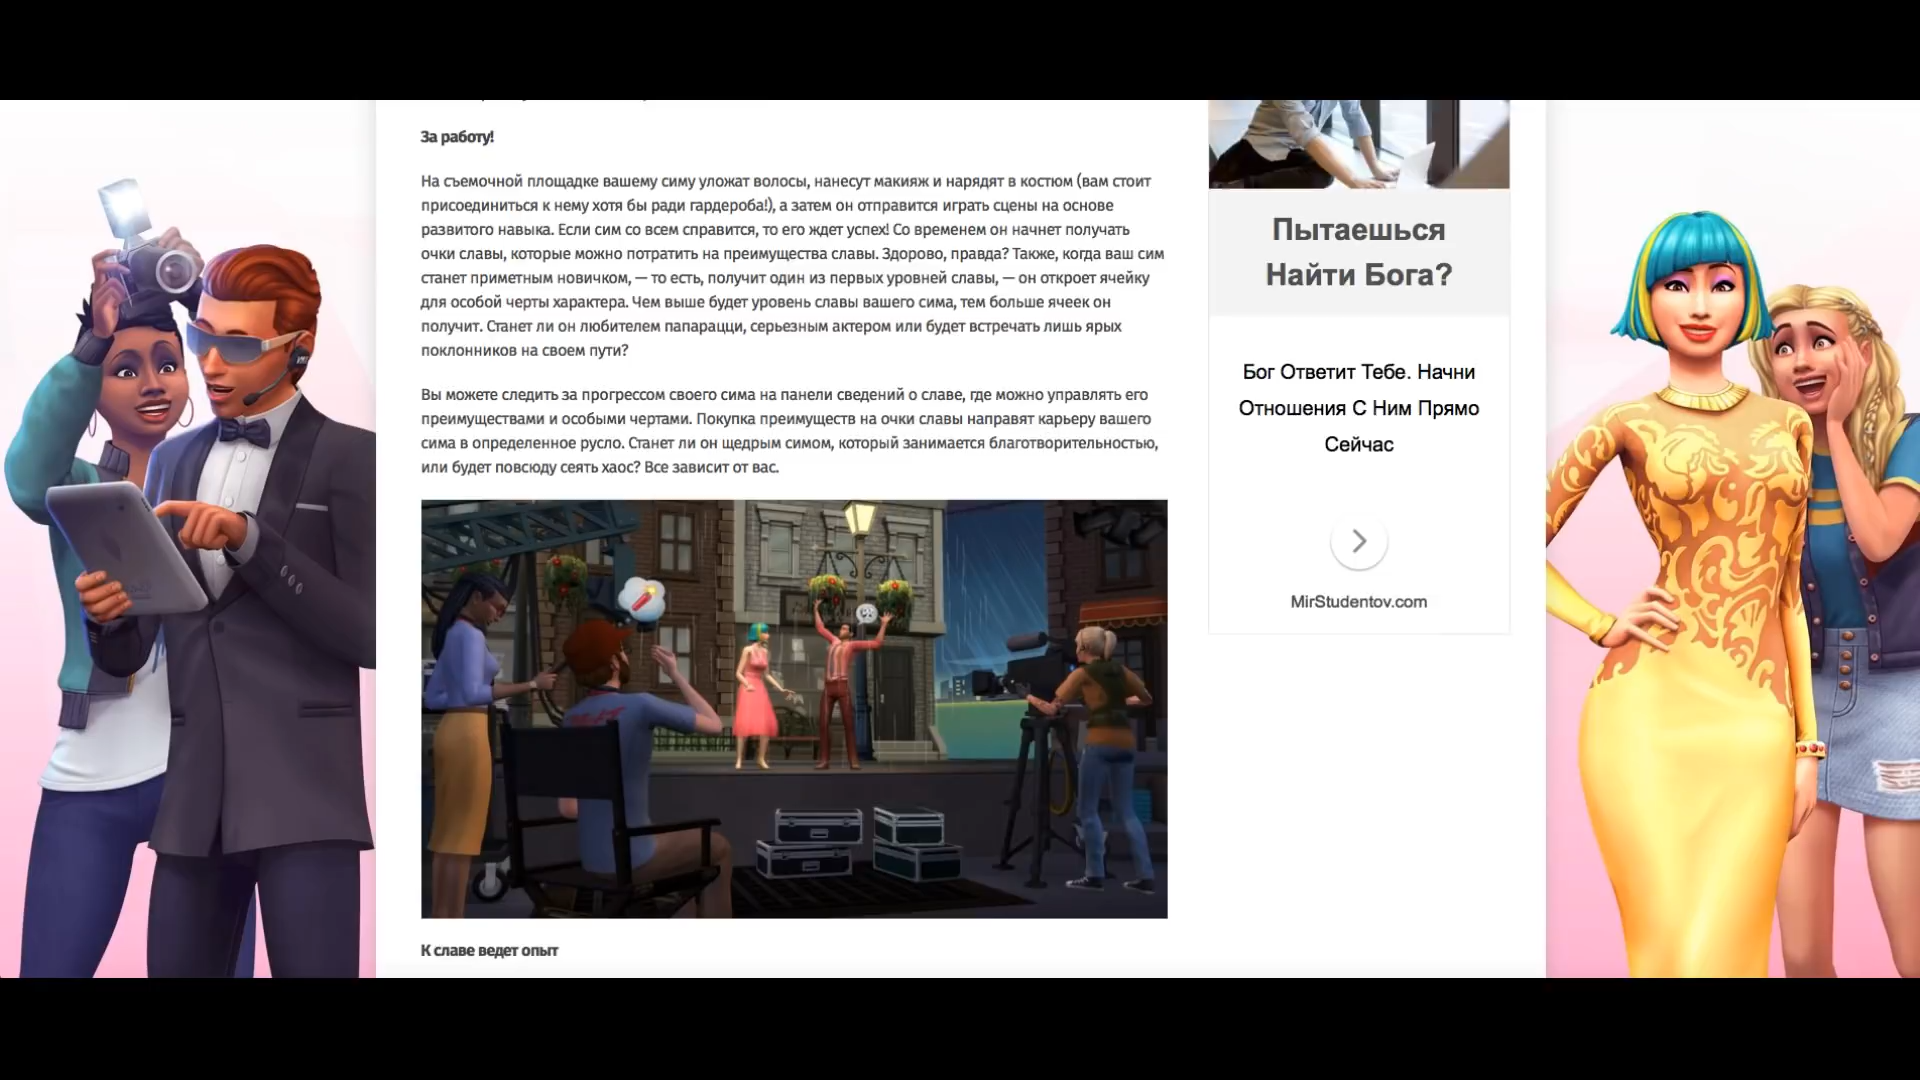 За работу!
На съемочной площадке вашему симу уложат волосы, нанесут макияж и нарядят в костюм (вам стоит
присоединиться к нему хотя бы ради гардероба!), а затем он отправится играть сцены на основе
развитого навыка. Если сим со всем справится, то его ждет успех! Со временем он начнет получать
очки славы, которые можно потратить на преимущества славы. Здорово, правда? Также, когда ваш сим
станет приметным новичком, — то есть, получит один из первых уровней славы, — он откроет ячейку
для особой черты характера. Чем выше будет уровень славы вашего сима, тем больше ячеек он
получит. Станет ли он любителем папарацци, серьезным актером или будет встречать лишь ярых
поклонников на своем пути?
Вы можете следить за прогрессом своего сима на панели сведений о славе, где можно управлять его
преимуществами и особыми чертами. Покупка преимуществ на очки славы направят карьеру вашего
сима в определенное русло. Станет ли он щедрым симом, который занимается благотворительностью,
или будет повсюду сеять хаос? Все зависит от вас.
К славе ведет опыт
Пытаешься
Найти Бога?
Бог Ответит Тебе. Начни
Отношения С Ним Прямо
Сейчас
MirStudentov.com